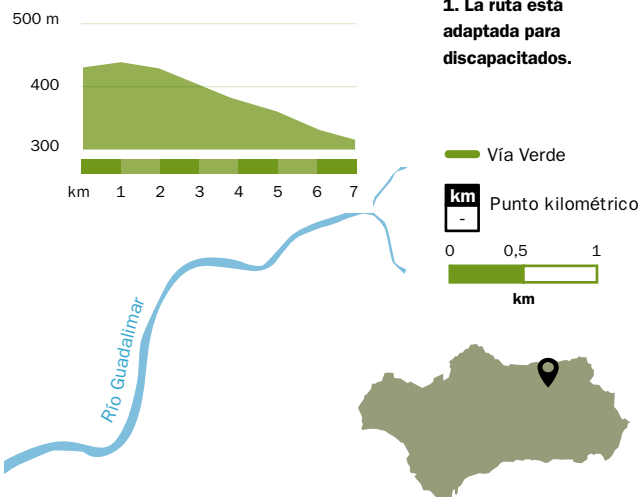 500 m
400
300
km 1 2 3 4 5 6 7
1. La ruta está
adaptada para
discapacitados.
Vía Verde
km
-
Punto kilométrico
0 0,5 1
km
Río Guadalimar